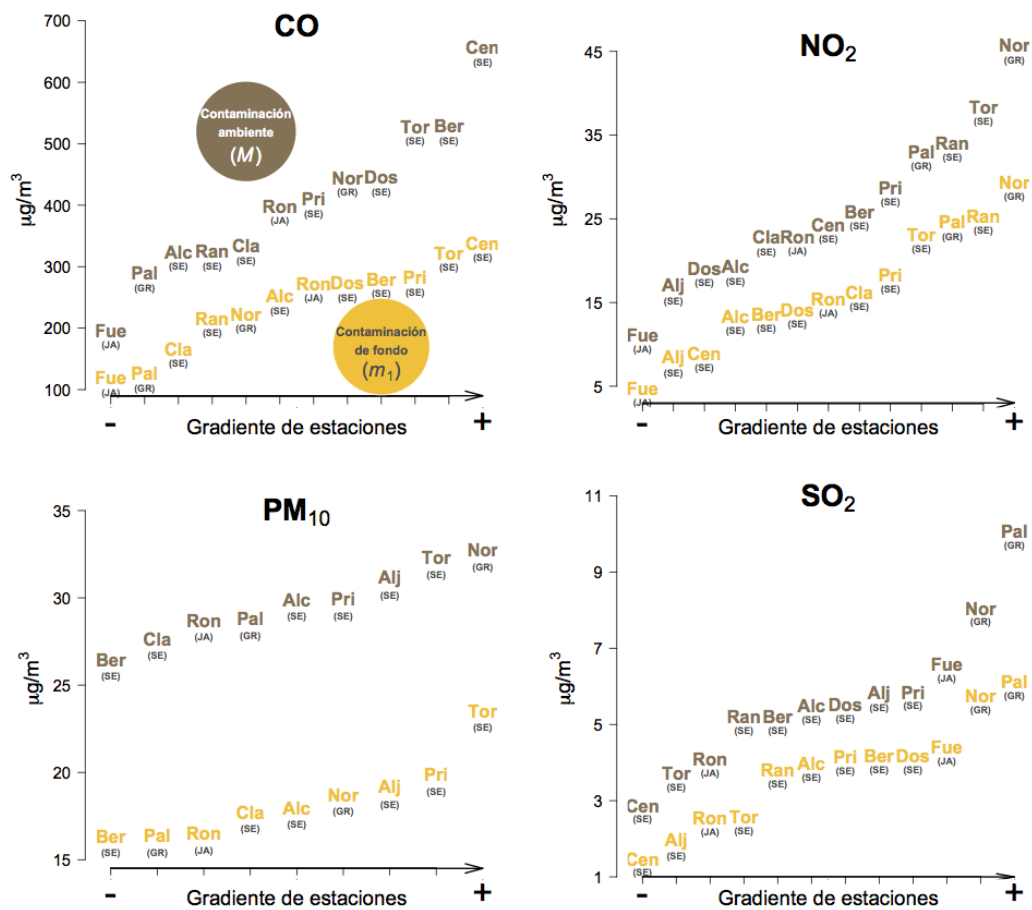 CO
700
600
500
400
300
200
100
µg/m³
Contaminación
ambiente
(M)
Cen
(SE)
Tor
(SE)
Ber
(SE)
Nor
(GR)
Dos
(SE)
Pri
(SE)
Ron
(JA)
Cla
(SE)
Ran
(SE)
Alc
(SE)
Pal
(GR)
Fue
(JA)
Fue
(JA)
Pal
(GR)
Cla
(SE)
Ran
(SE)
Nor
(GR)
Alc
(SE)
Ron
(JA)
Dos
(SE)
Ber
(SE)
Pri
(SE)
Tor
(SE)
Cen
(SE)
Contaminación
de fondo
(m₁)
- Gradiente de estaciones +
NO₂
45
35
25
15
5
µg/m³
Nor
(GR)
Tor
(SE)
Ran
(SE)
Pal
(GR)
Pri
(SE)
Ber
(SE)
Cen
(SE)
Ron
(JA)
Cla
(SE)
Alc
(SE)
Dos
(SE)
Alj
(SE)
Fue
(JA)
Fue
(JA)
Alj
(SE)
Cen
(SE)
Alc
(SE)
Ber
(SE)
Dos
(SE)
Ron
(JA)
Cla
(SE)
Pri
(SE)
Tor
(SE)
Pal
(GR)
Ran
(SE)
Nor
(GR)
- Gradiente de estaciones +
PM₁₀
35
30
25
20
15
µg/m³
Ber
(SE)
Cla
(SE)
Ron
(JA)
Pal
(GR)
Alc
(SE)
Pri
(SE)
Alj
(SE)
Tor
(SE)
Nor
(GR)
Ber
(SE)
Pal
(GR)
Ron
(JA)
Cla
(SE)
Alc
(SE)
Nor
(GR)
Alj
(SE)
Pri
(SE)
Tor
(SE)
- Gradiente de estaciones +
SO₂
11
9
7
5
3
1
µg/m³
Cen
(SE)
Tor
(SE)
Ron
(JA)
Ran
(SE)
Ber
(SE)
Alc
(SE)
Dos
(SE)
Alj
(SE)
Pri
(SE)
Fue
(JA)
Nor
(GR)
Pal
(GR)
Cen
(SE)
Alj
(SE)
Ron
(JA)
Tor
(SE)
Ran
(SE)
Alc
(SE)
Pri
(SE)
Ber
(SE)
Dos
(SE)
Fue
(JA)
Nor
(GR)
Pal
(GR)
- Gradiente de estaciones +